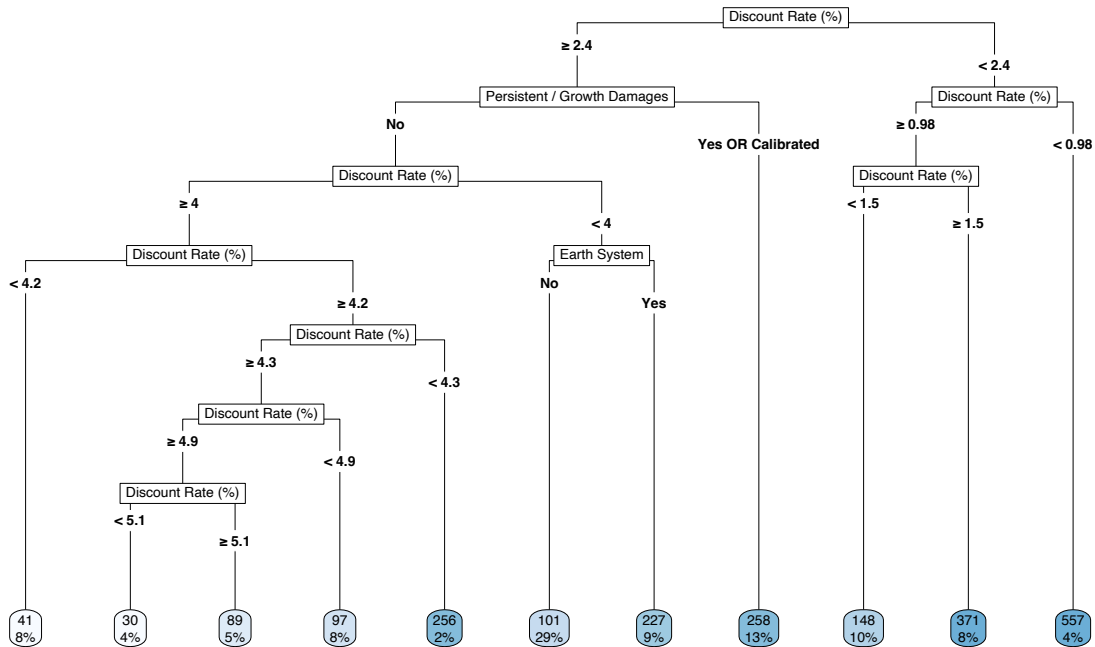 Discount Rate (%)
≥ 2.4
< 2.4
Persistent / Growth Damages
Discount Rate (%)
No
≥ 0.98
Yes OR Calibrated
< 0.98
Discount Rate (%)
Discount Rate (%)
≥ 4
< 1.5
< 4
≥ 1.5
Discount Rate (%)
Earth System
< 4.2
No
≥ 4.2
Yes
Discount Rate (%)
≥ 4.3
< 4.3
Discount Rate (%)
≥ 4.9
< 4.9
Discount Rate (%)
< 5.1
≥ 5.1
41 30 89 97 256 101 227 258 148 371 557
8% 4% 5% 8% 2% 29% 9% 13% 10% 8% 4%